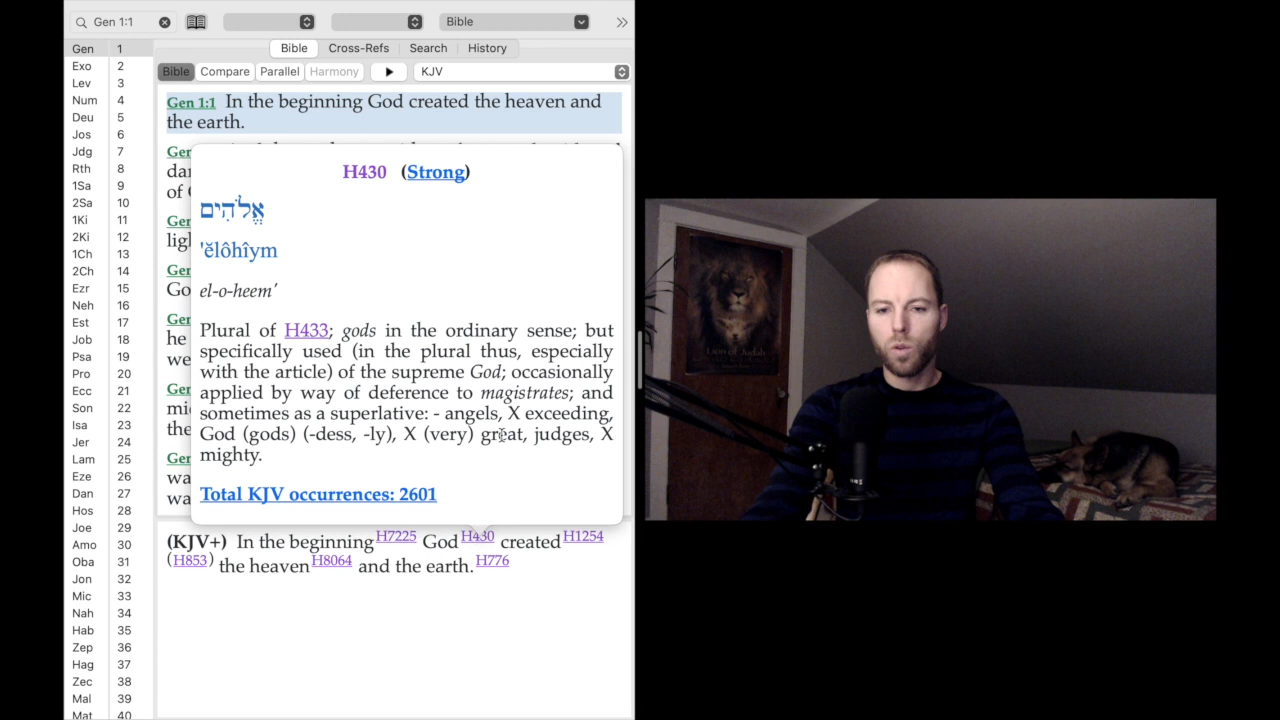 Gen 1:1
Bible
Bible Cross-Refs Search History
Bible Compare Parallel Harmony KJV
Gen 1
Exo 2
Lev 3
Num 4
Deu 5
Jos 6
Jdg 7
Rth 8
1Sa 9
2Sa 10
1Ki 11
2Ki 12
1Ch 13
2Ch 14
Ezr 15
Neh 16
Est 17
Job 18
Psa 19
Pro 20
Ecc 21
Son 22
Isa 23
Jer 24
Lam 25
Eze 26
Dan 27
Hos 28
Joe 29
Amo 30
Oba 31
Jon 32
Mic 33
Nah 34
Hab 35
Zep 36
Hag 37
Zec 38
Mal 39
Mat 40
Gen 1:1 In the beginning God created the heaven and
the earth.
H430 (Strong)
אֱלֹהִים
'ĕlôhîym
el-o-heem'
Plural of H433; gods in the ordinary sense; but
specifically used (in the plural thus, especially
with the article) of the supreme God; occasionally
applied by way of deference to magistrates; and
sometimes as a superlative: - angels, X exceeding,
God (gods) (-dess, -ly), X (very) great, judges, X
mighty.
Total KJV occurrences: 2601
(KJV+) In the beginning H7225 God H430 created H1254
(H853) the heaven H8064 and the earth. H776
Lion of Judah